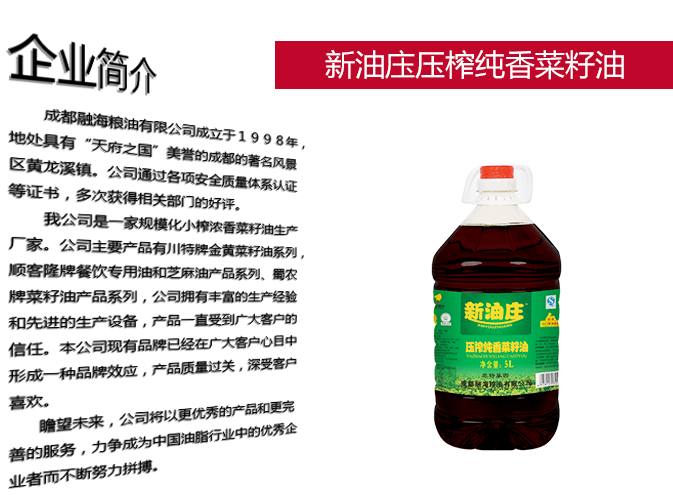 企业简介
新油庄压榨纯香菜籽油
成都融海粮油有限公司成立于1998年，
地处具有“天府之国”美誉的成都的著名风景
区黄龙溪镇。公司通过各项安全质量体系认证
等证书，多次获得相关部门的好评。
我公司是一家规模化小榨浓香菜籽油生产
厂家。公司主要产品有川特牌金黄菜籽油系列，
顺客隆牌餐饮专用油和芝麻油产品系列、蜀农
牌菜籽油产品系列，公司拥有丰富的生产经验
和先进的生产设备，产品一直受到广大客户的
信任。本公司现有品牌已经在广大客户心目中
形成一种品牌效应，产品质量过关，深受客户
喜欢。
瞻望未来，公司将以更优秀的产品和更完
善的服务，力争成为中国油脂行业中的优秀企
业者而不断努力拼搏。
新油庄
XINYOUZHUANG
压榨纯香菜籽油
净含量：5L
成都融海粮油有限公司